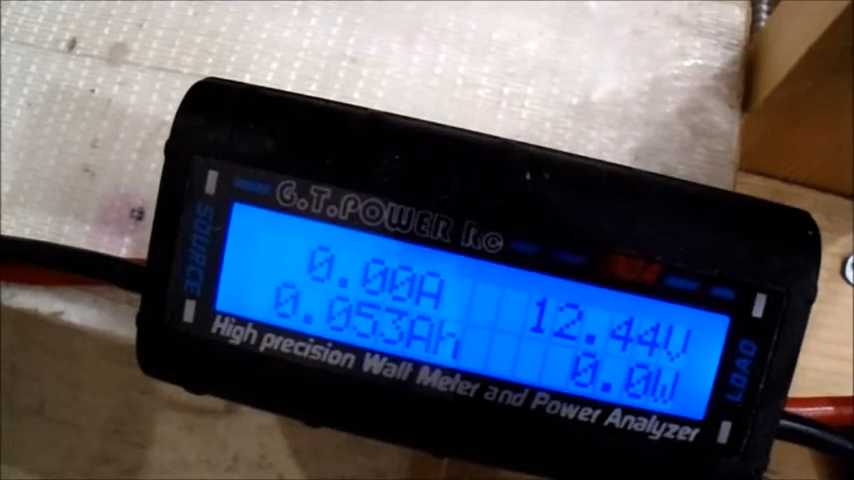 G.T.POWER RC
130A
SOURCE
0.00A 12.44V
0.053Ah 0.0W
LOAD
High precision Watt Meter and Power Analyzer